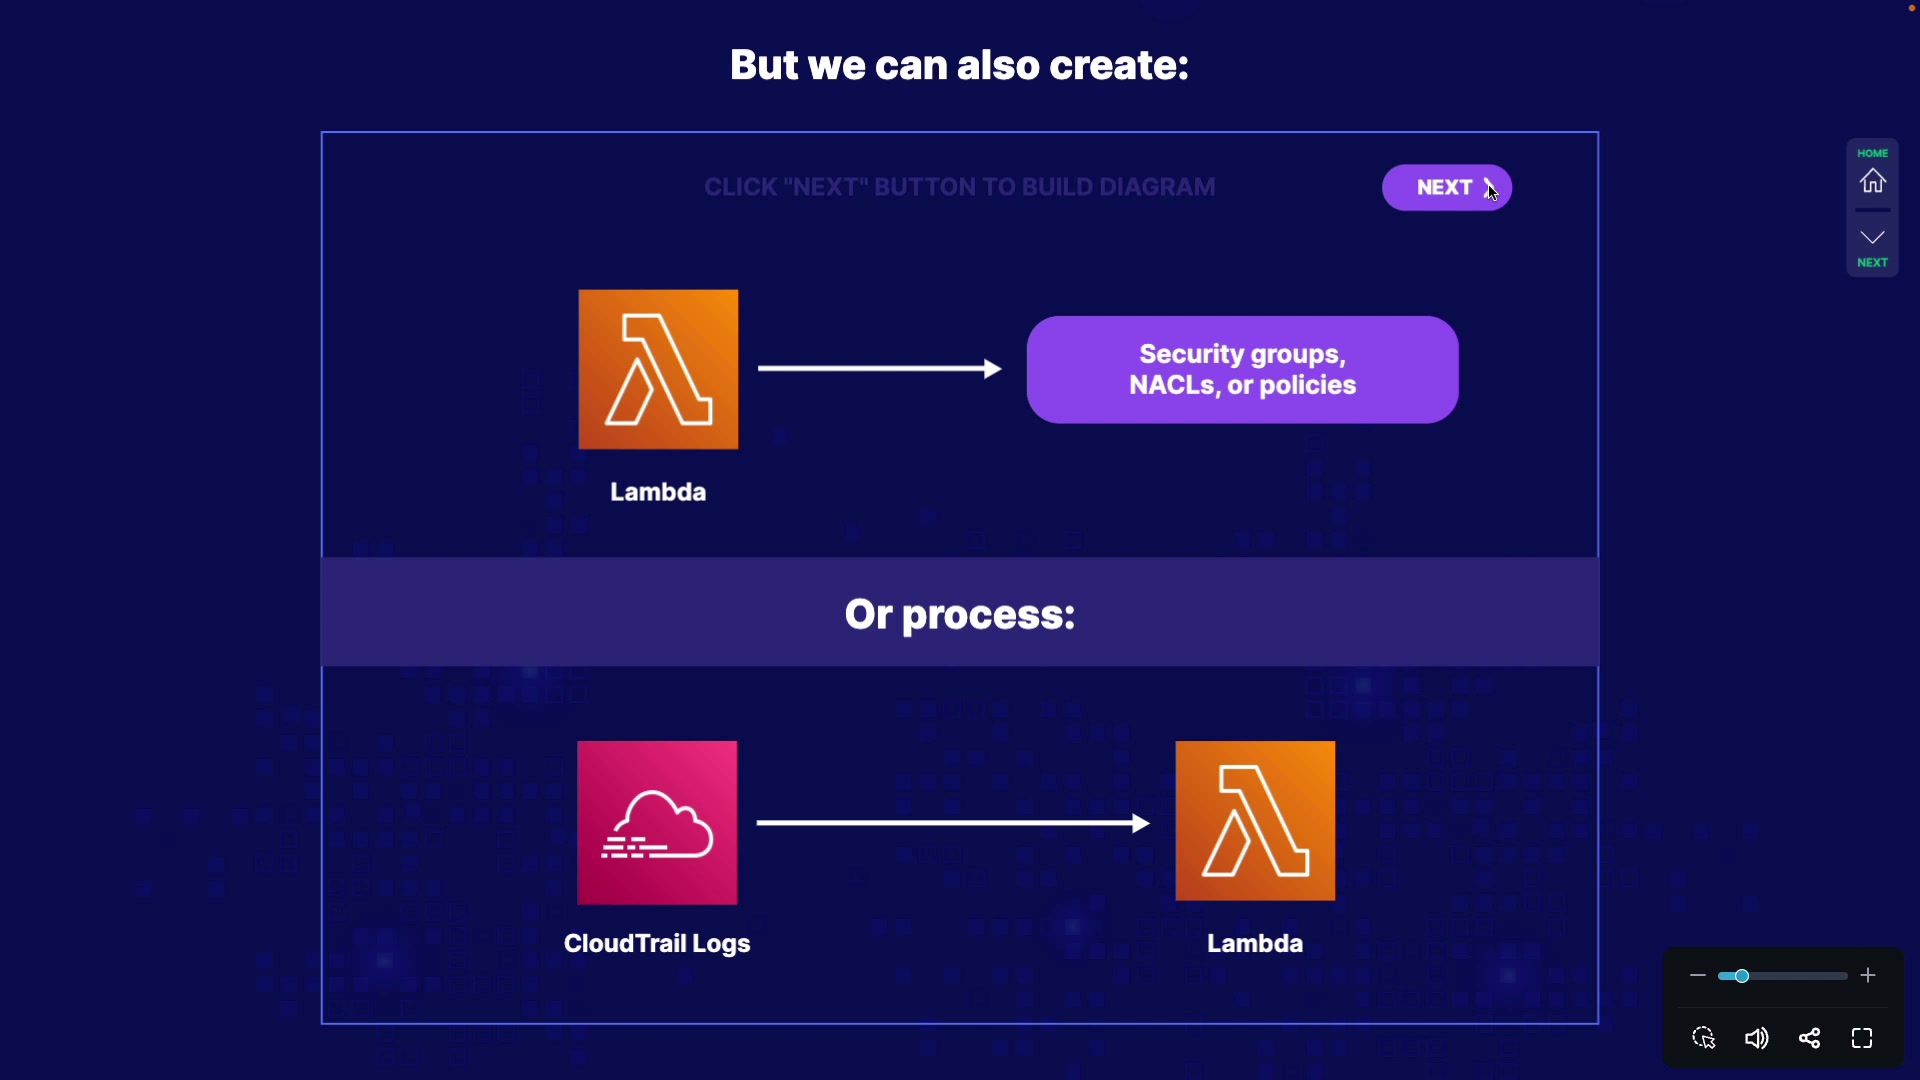 But we can also create:
CLICK "NEXT" BUTTON TO BUILD DIAGRAM
NEXT
HOME
NEXT
Security groups,
NACLs, or policies
Lambda
Or process:
CloudTrail Logs
Lambda